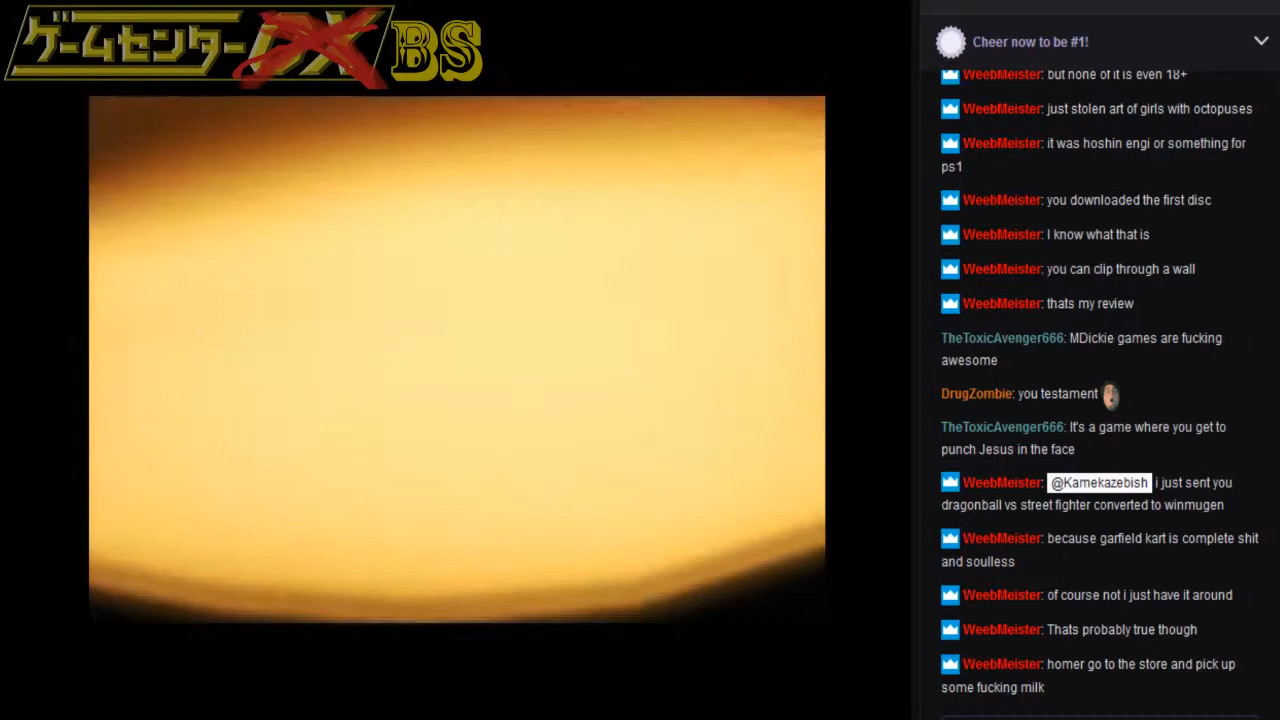 ゲームセンターDX BS
Cheer now to be #1!
WeebMeister: but none of it is even 18+
WeebMeister: just stolen art of girls with octopuses
WeebMeister: it was hoshin engi or something for
ps1
WeebMeister: you downloaded the first disc
WeebMeister: I know what that is
WeebMeister: you can clip through a wall
WeebMeister: thats my review
TheToxicAvenger666: MDickie games are fucking
awesome
DrugZombie: you testament
TheToxicAvenger666: It's a game where you get to
punch Jesus in the face
WeebMeister: @Kamekazebish i just sent you
dragonball vs street fighter converted to winmugen
WeebMeister: because garfield kart is complete shit
and soulless
WeebMeister: of course not i just have it around
WeebMeister: Thats probably true though
WeebMeister: homer go to the store and pick up
some fucking milk